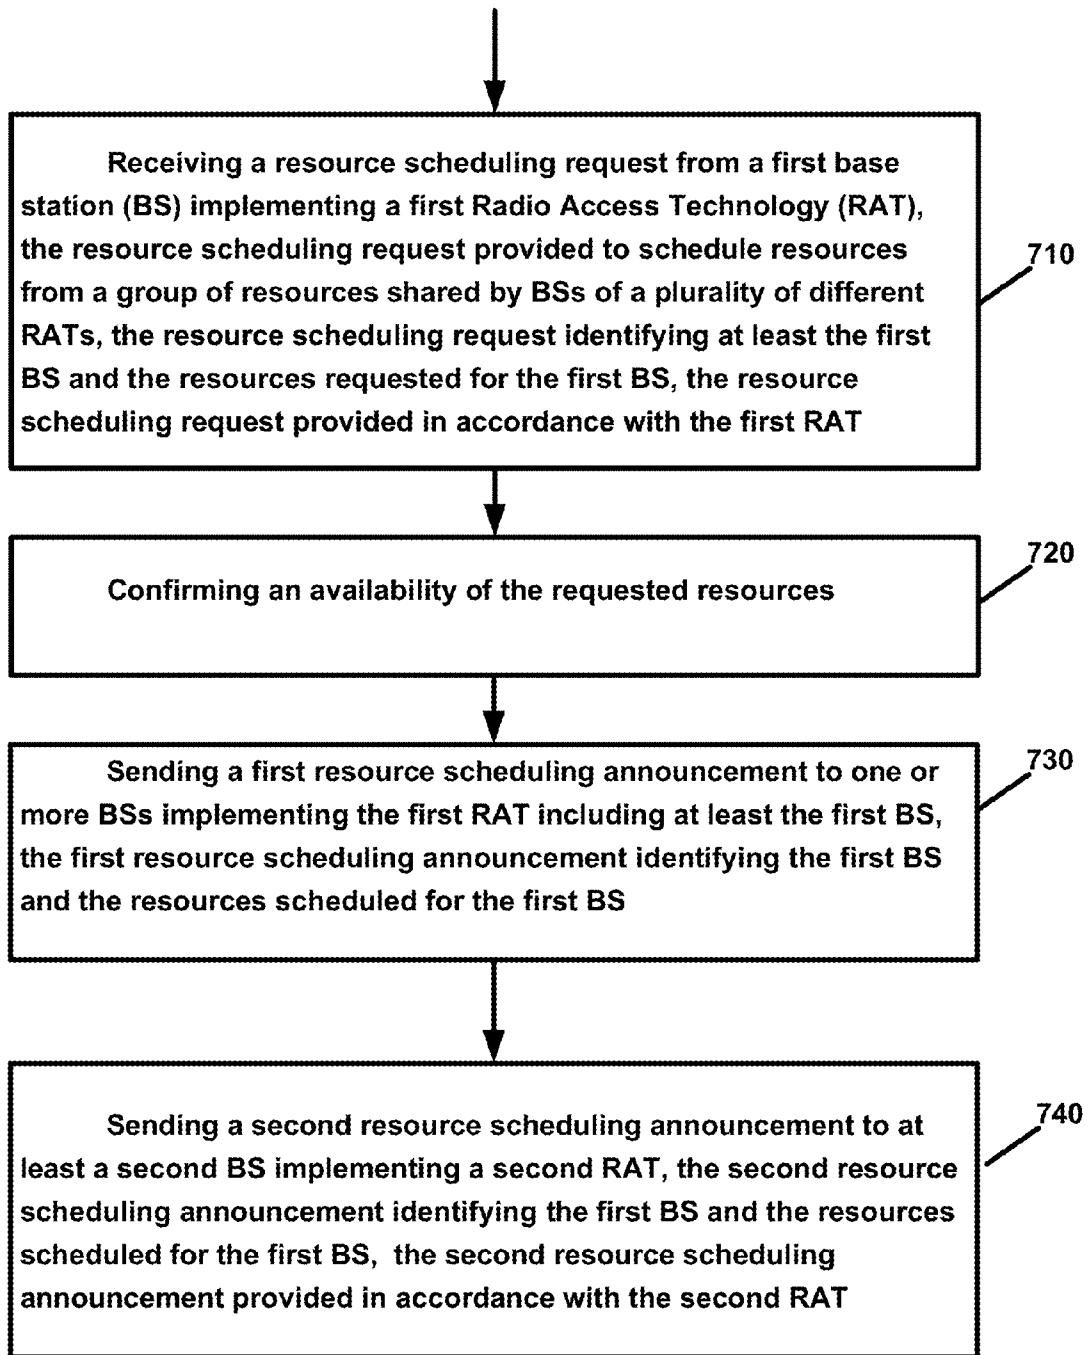 Receiving a resource scheduling request from a first base
station (BS) implementing a first Radio Access Technology (RAT),
the resource scheduling request provided to schedule resources
from a group of resources shared by BSs of a plurality of different
RATs, the resource scheduling request identifying at least the first
BS and the resources requested for the first BS, the resource
scheduling request provided in accordance with the first RAT
710
Confirming an availability of the requested resources
720
Sending a first resource scheduling announcement to one or
more BSs implementing the first RAT including at least the first BS,
the first resource scheduling announcement identifying the first BS
and the resources scheduled for the first BS
730
Sending a second resource scheduling announcement to at
least a second BS implementing a second RAT, the second resource
scheduling announcement identifying the first BS and the resources
scheduled for the first BS, the second resource scheduling
announcement provided in accordance with the second RAT
740